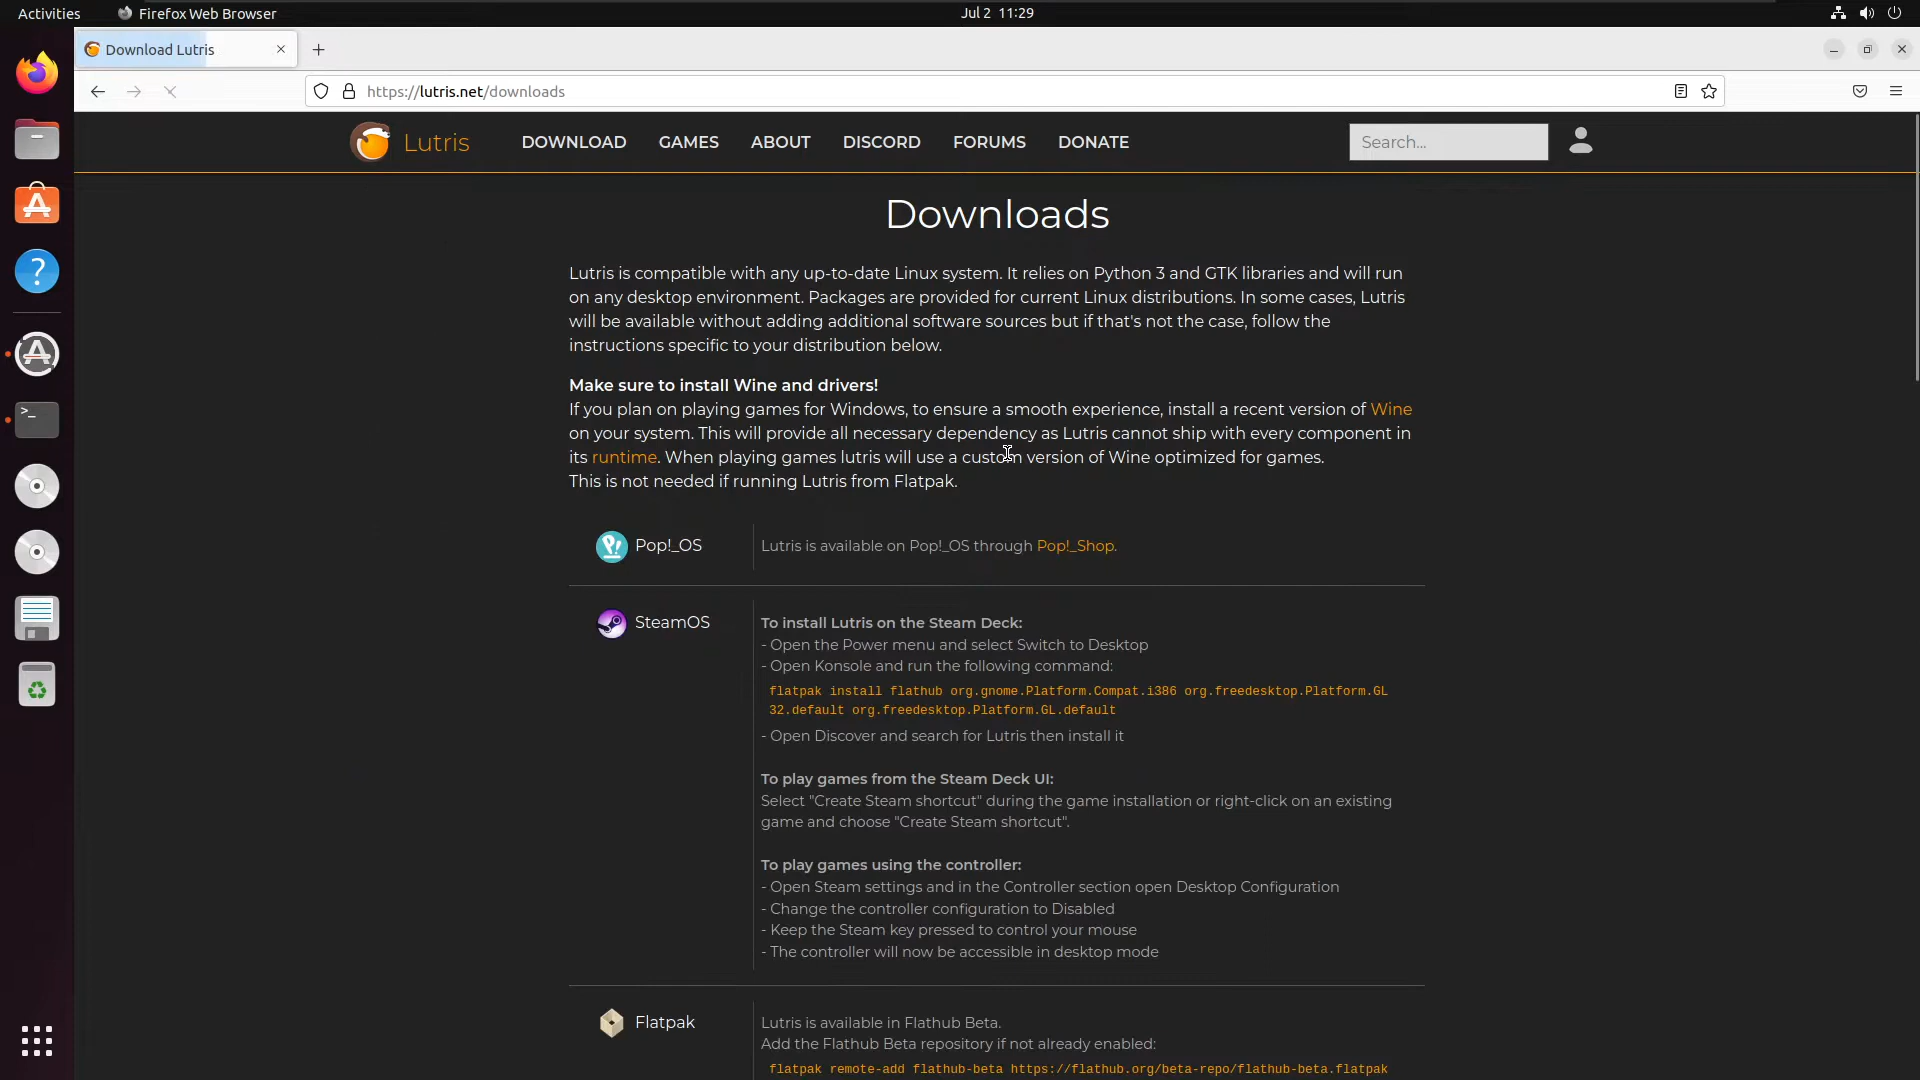 Activities
Firefox Web Browser
Jul 2 11:29
Download Lutris
https://lutris.net/downloads
Lutris
DOWNLOAD
GAMES
ABOUT
DISCORD
FORUMS
DONATE
Search...
Downloads
Lutris is compatible with any up-to-date Linux system. It relies on Python 3 and GTK libraries and will run
on any desktop environment. Packages are provided for current Linux distributions. In some cases, Lutris
will be available without adding additional software sources but if that's not the case, follow the
instructions specific to your distribution below.
Make sure to install Wine and drivers!
If you plan on playing games for Windows, to ensure a smooth experience, install a recent version of Wine
on your system. This will provide all necessary dependency as Lutris cannot ship with every component in
its runtime. When playing games lutris will use a custom version of Wine optimized for games.
This is not needed if running Lutris from Flatpak.
Pop!_OS
Lutris is available on Pop!_OS through Pop!_Shop.
SteamOS
To install Lutris on the Steam Deck:
- Open the Power menu and select Switch to Desktop
- Open Konsole and run the following command:
flatpak install flathub org.gnome.Platform.Compat.i386 org.freedesktop.Platform.GL
32.default org.freedesktop.Platform.GL.default
- Open Discover and search for Lutris then install it
To play games from the Steam Deck UI:
Select "Create Steam shortcut" during the game installation or right-click on an existing
game and choose "Create Steam shortcut".
To play games using the controller:
- Open Steam settings and in the Controller section open Desktop Configuration
- Change the controller configuration to Disabled
- Keep the Steam key pressed to control your mouse
- The controller will now be accessible in desktop mode
Flatpak
Lutris is available in Flathub Beta.
Add the Flathub Beta repository if not already enabled:
flatpak remote-add flathub-beta https://flathub.org/beta-repo/flathub-beta.flatpak